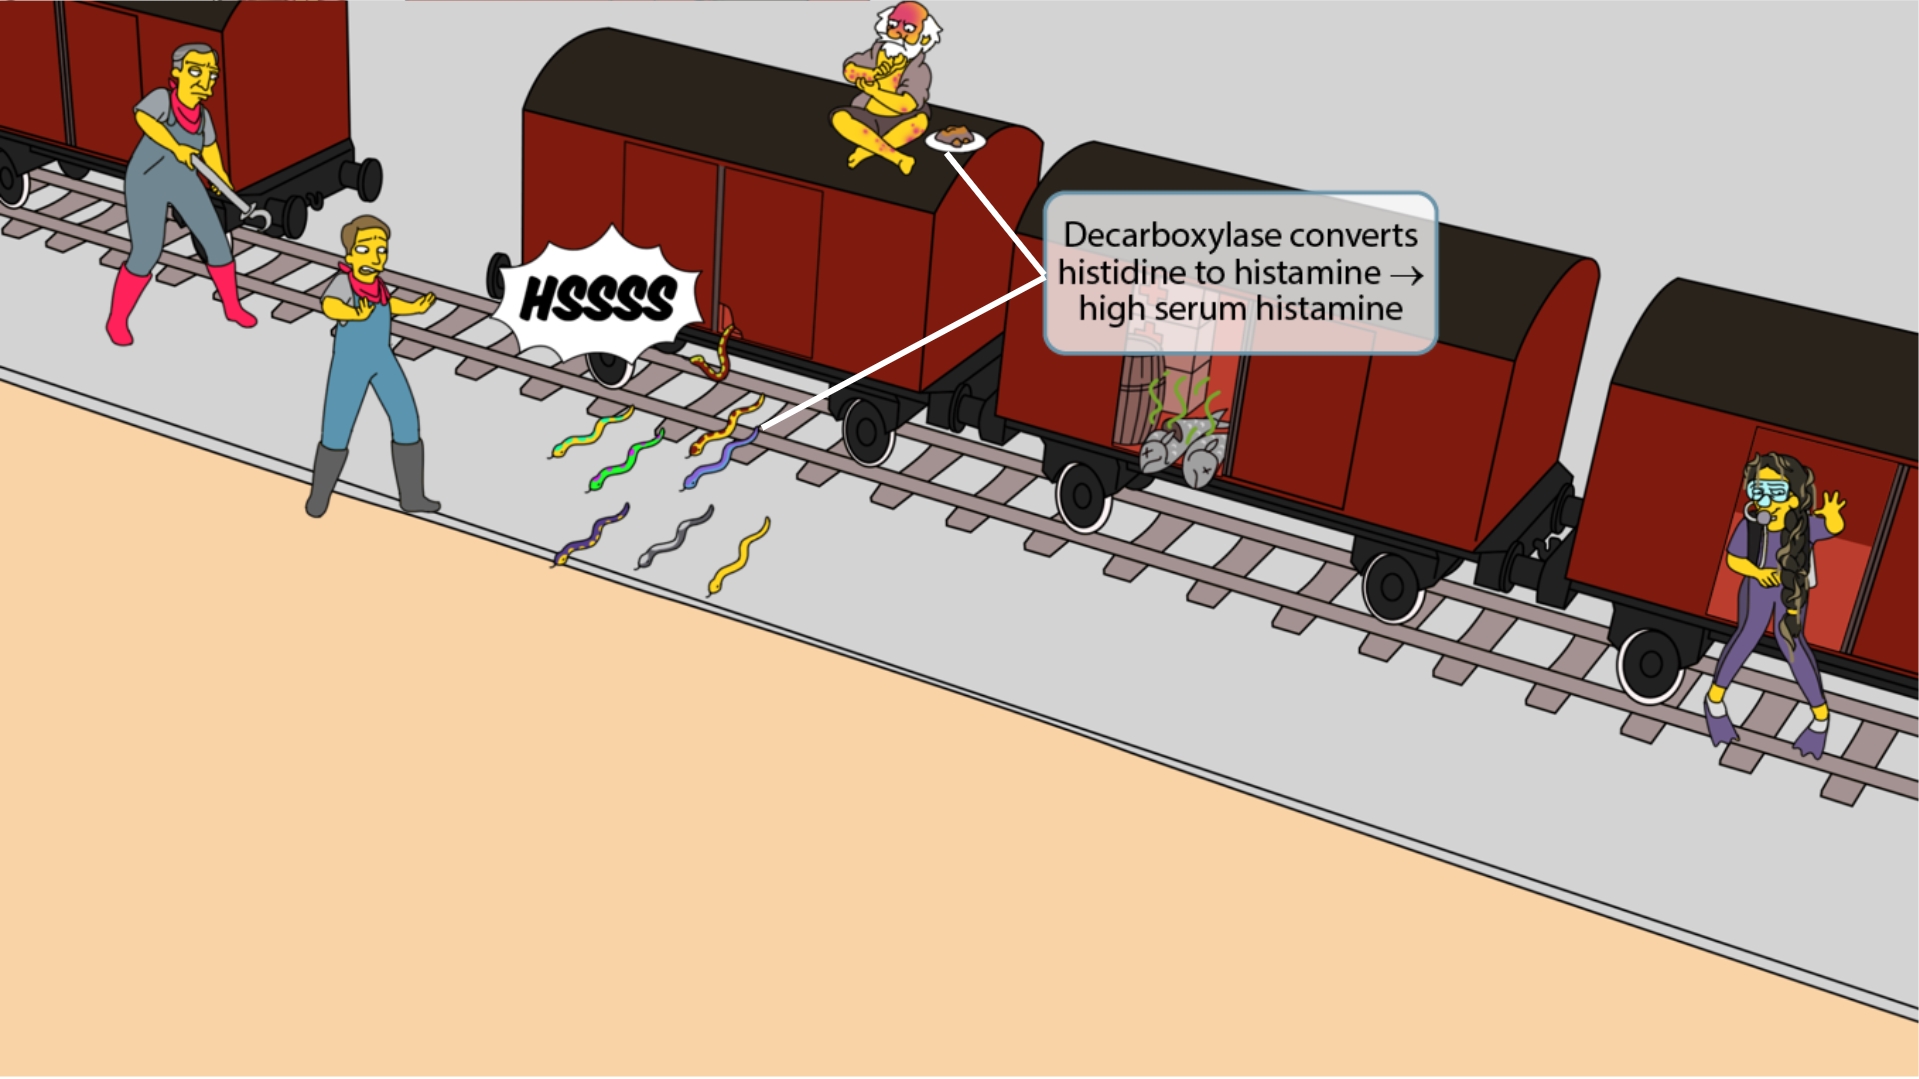 HSSSS
Decarboxylase converts
histidine to histamine →
high serum histamine